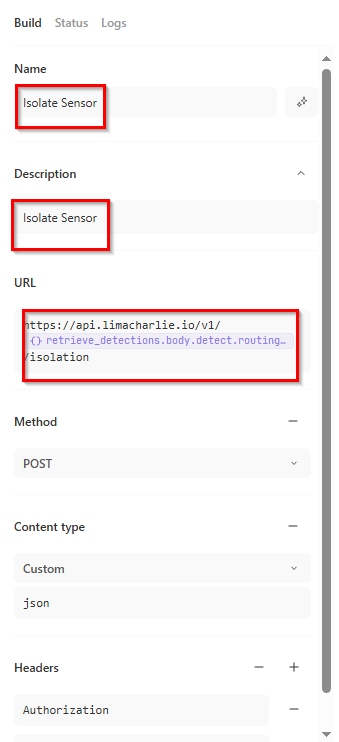 Build Status Logs
Name
Isolate Sensor
Description
Isolate Sensor
URL
https://api.limacharlie.io/v1/
{} retrieve_detections.body.detect.routing…
/isolation
Method
POST
Content type
Custom
json
Headers
Authorization